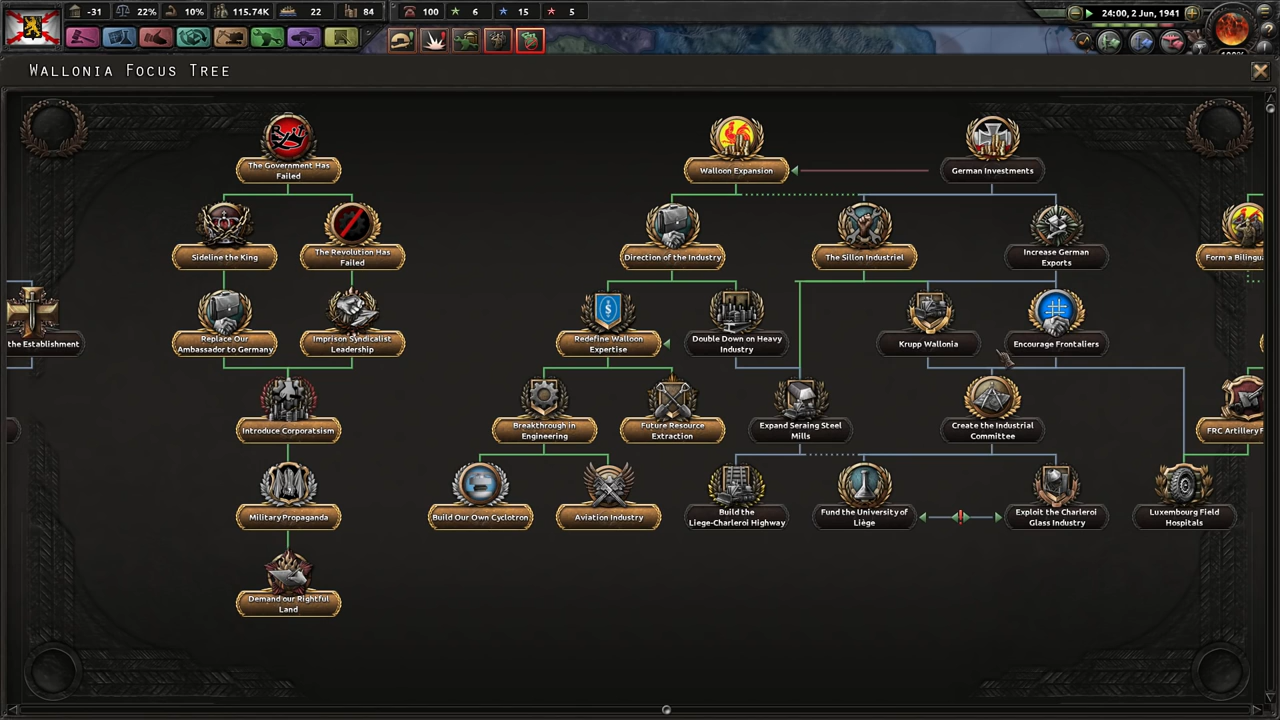 -31
22%
10%
115.74K
22
84
100
6
15
5
24:00, 2 Jun, 1941
Wallonia Focus Tree
The Government Has
Failed
Walloon Expansion
German Investments
Sideline the King
The Revolution Has
Failed
Direction of the Industry
The Sillon Industriel
Increase German
Exports
Form a Bilingua
the Establishment
Replace Our
Ambassador to Germany
Imprison Syndicalist
Leadership
Redefine Walloon
Expertise
Double Down on Heavy
Industry
Krupp Wallonia
Encourage Frontaliers
Introduce Corporatsism
Breakthrough in
Engineering
Future Resource
Extraction
Expand Seraing Steel
Mills
Create the Industrial
Committee
FRC Artillery F
Military Propaganda
Build Our Own Cyclotron
Aviation Industry
Build the
Liege-Charleroi Highway
Fund the University of
Liège
Exploit the Charleroi
Glass Industry
Luxembourg Field
Hospitals
Demand our Rightful
Land